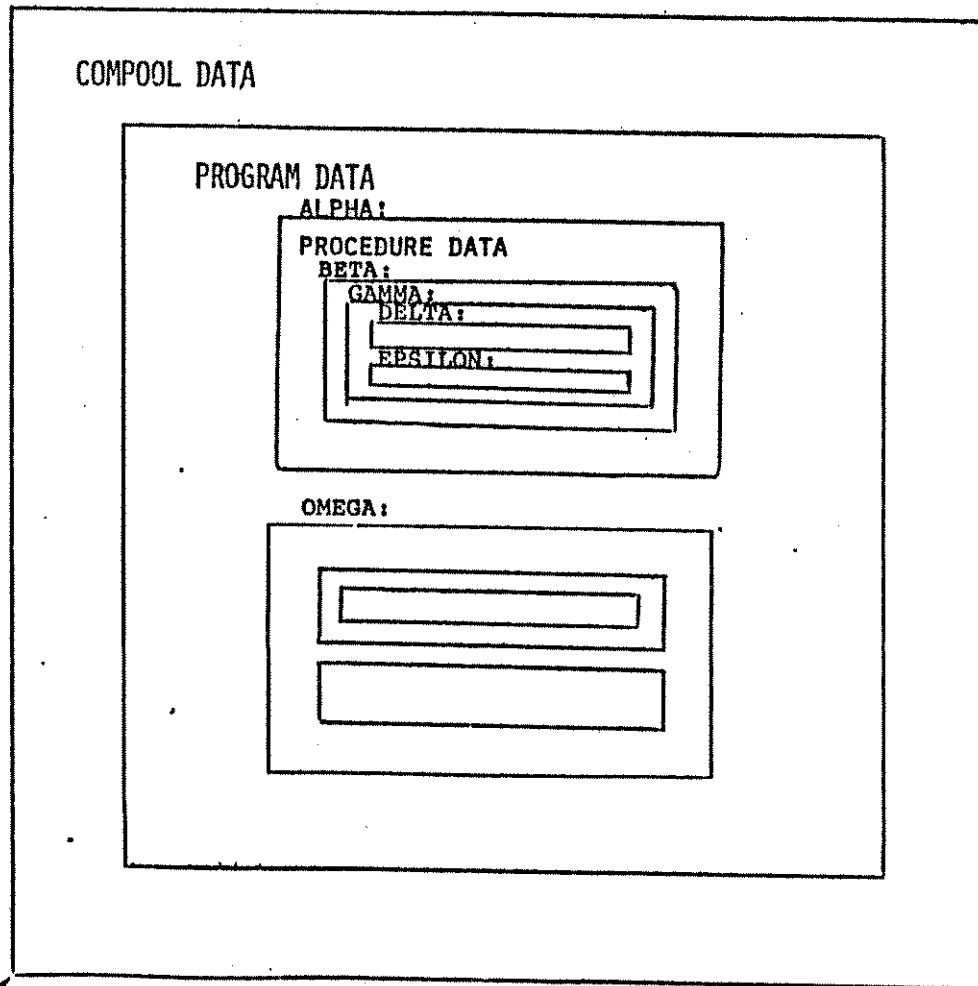 COMPOOL DATA
PROGRAM DATA
ALPHA:
PROCEDURE DATA
BETA:
GAMMA:
DELTA:
EPSILON:
OMEGA: